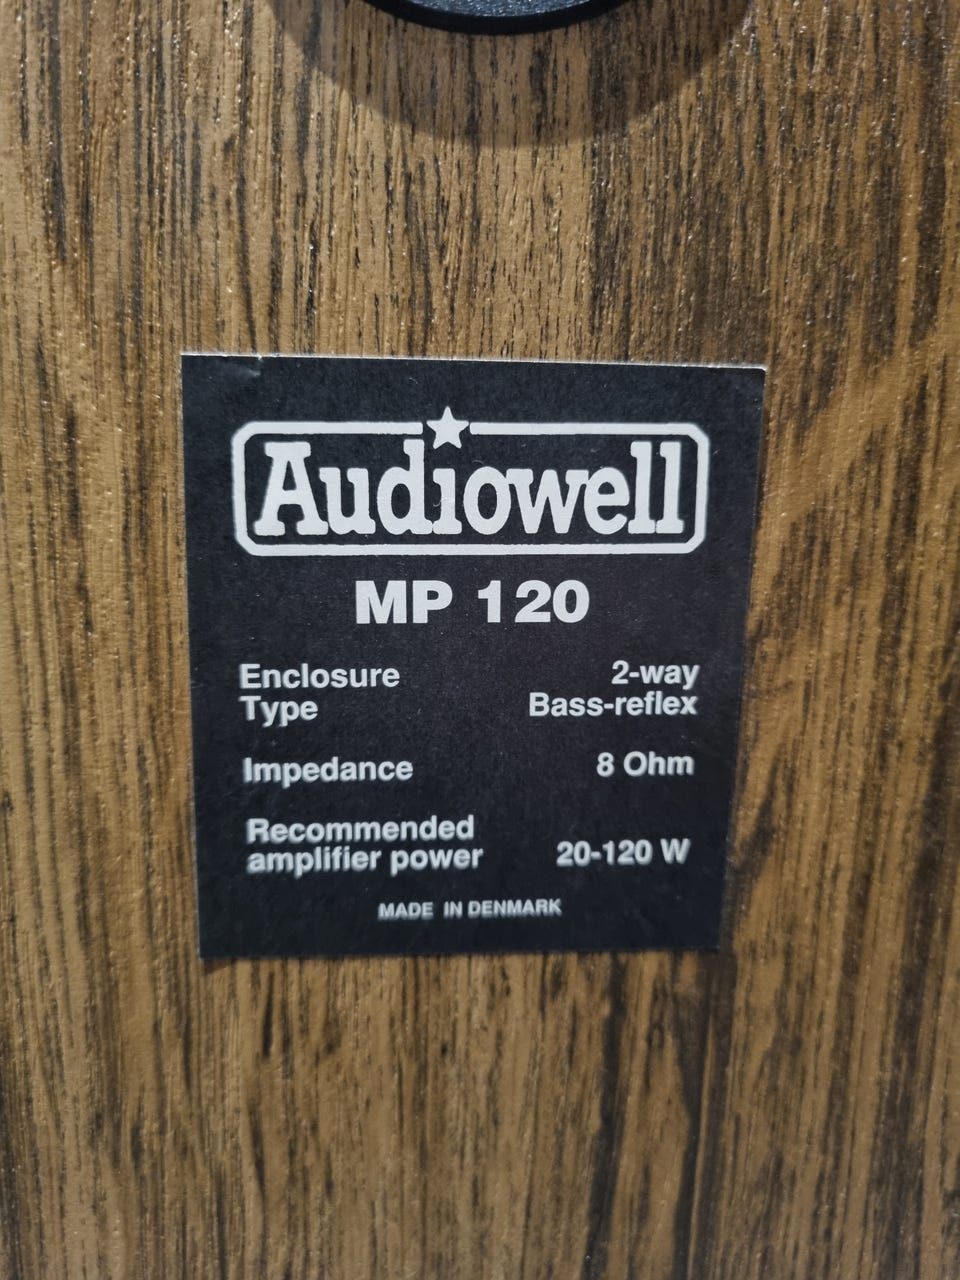 Audiowell
MP 120
Enclosure 2-way
Type Bass-reflex
Impedance 8 Ohm
Recommended
amplifier power 20-120 W
MADE IN DENMARK